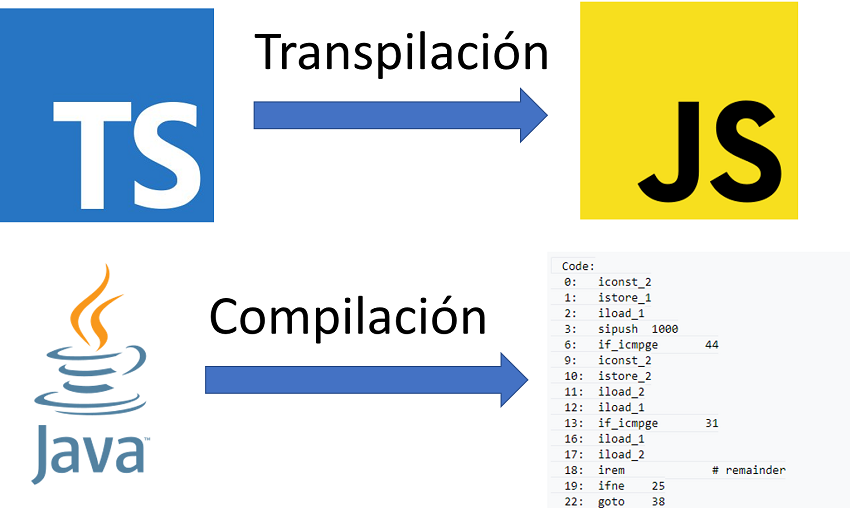 Transpilación
TS
JS
Compilación
Java™
Code:
0: iconst_2
1: istore_1
2: iload_1
3: sipush 1000
6: if_icmpge 44
9: iconst_2
10: istore_2
11: iload_2
12: iload_1
13: if_icmpge 31
16: iload_1
17: iload_2
18: irem # remainder
19: ifne 25
22: goto 38